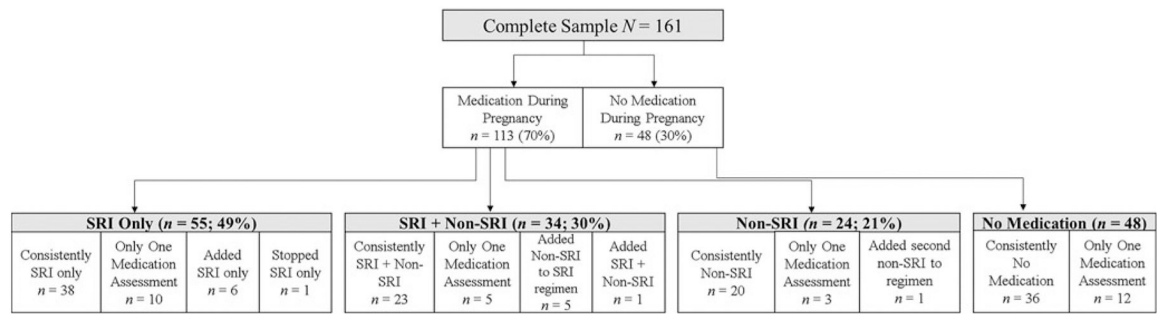 Complete Sample N = 161
Medication During
Pregnancy
n = 113 (70%)
No Medication
During Pregnancy
n = 48 (30%)
SRI Only (n = 55; 49%)
Consistently
SRI only
n = 38
Only One
Medication
Assessment
n = 10
Added
SRI only
n = 6
Stopped
SRI only
n = 1
SRI + Non-SRI (n = 34; 30%)
Consistently
SRI + Non-
SRI
n = 23
Only One
Medication
Assessment
n = 5
Added
Non-SRI
to SRI
regimen
n = 5
Added
SRI +
Non-SRI
n = 1
Non-SRI (n = 24; 21%)
Consistently
Non-SRI
n = 20
Only One
Medication
Assessment
n = 3
Added second
non-SRI to
regimen
n = 1
No Medication (n = 48)
Consistently
No
Medication
n = 36
Only One
Medication
Assessment
n = 12